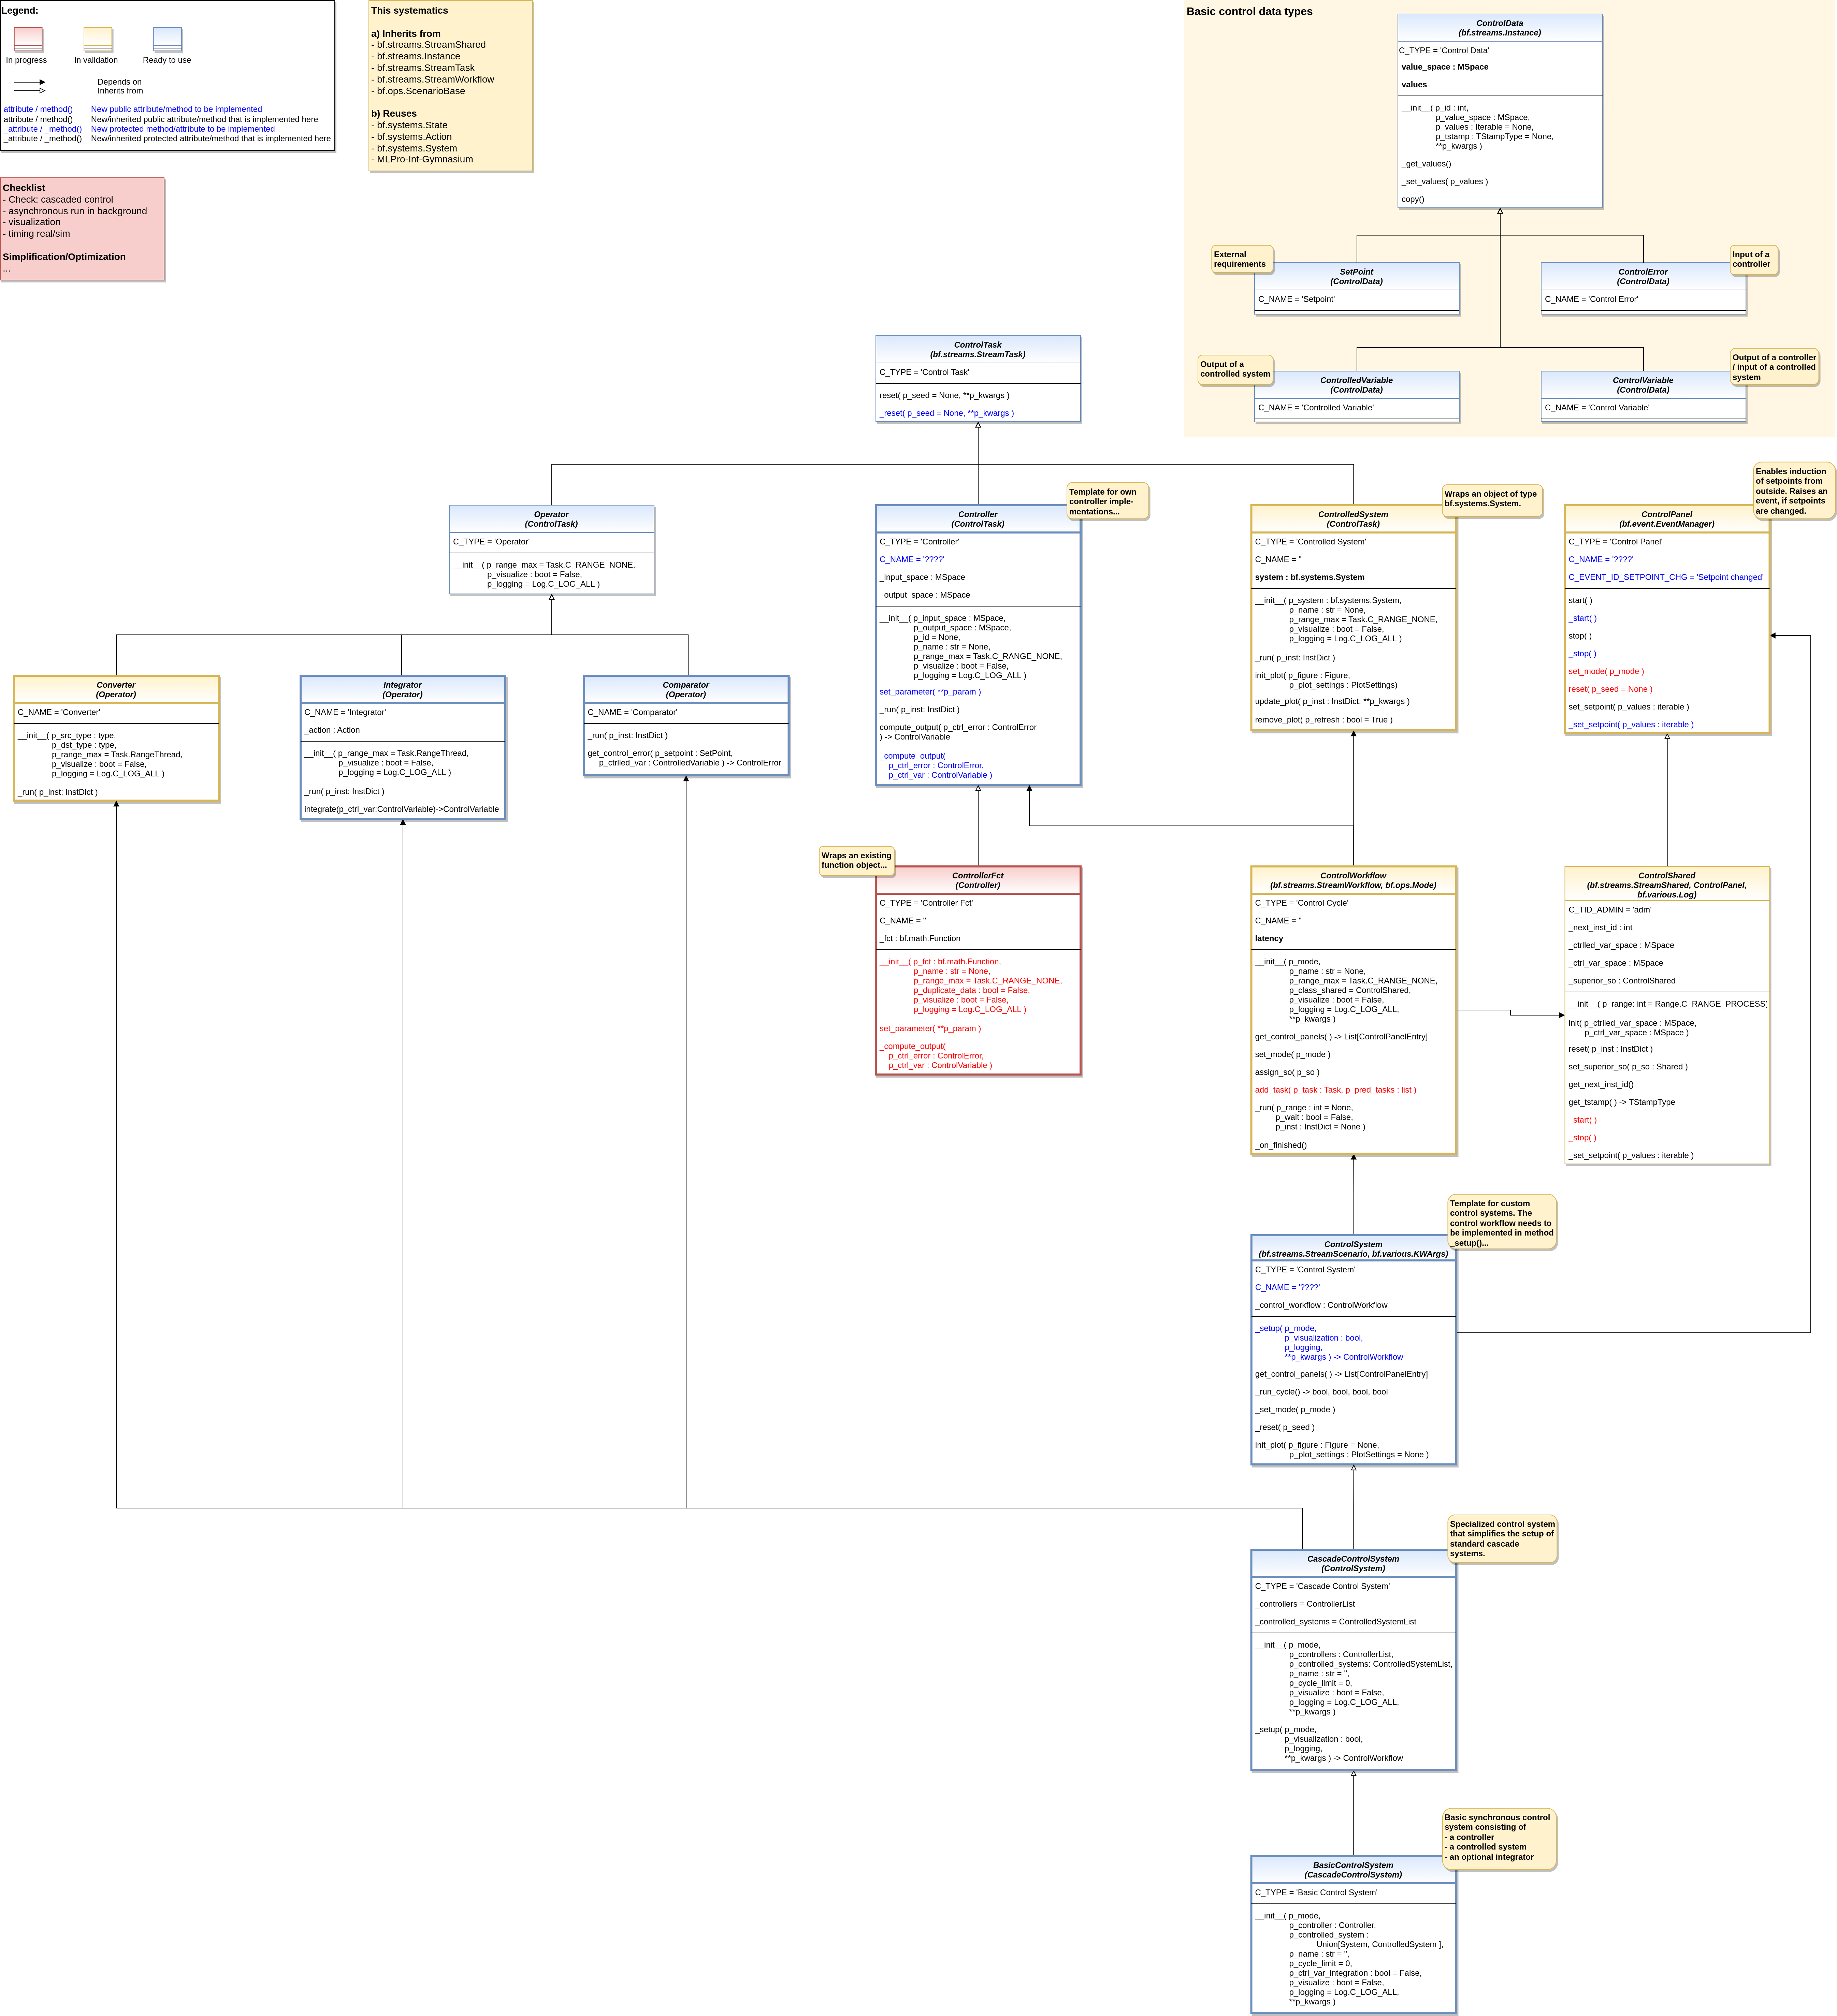 Legend:
In progress
In validation
Ready to use
Depends on
Inherits from
attribute / method() New public attribute/method to be implemented
attribute / method() New/inherited public attribute/method that is implemented here
_attribute / _method() New protected method/attribute to be implemented
_attribute / _method() New/inherited protected attribute/method that is implemented here
This systematics
a) Inherits from
- bf.streams.StreamShared
- bf.streams.Instance
- bf.streams.StreamTask
- bf.streams.StreamWorkflow
- bf.ops.ScenarioBase
b) Reuses
- bf.systems.State
- bf.systems.Action
- bf.systems.System
- MLPro-Int-Gymnasium
Checklist
- Check: cascaded control
- asynchronous run in background
- visualization
- timing real/sim
Simplification/Optimization
...
Basic control data types
ControlData
(bf.streams.Instance)
C_TYPE = 'Control Data'
value_space : MSpace
values
__init__( p_id : int,
p_value_space : MSpace,
p_values : Iterable = None,
p_tstamp : TStampType = None,
**p_kwargs )
_get_values()
_set_values( p_values )
copy()
External
requirements
SetPoint
(ControlData)
C_NAME = 'Setpoint'
Input of a
controller
ControlError
(ControlData)
C_NAME = 'Control Error'
Output of a
controlled system
ControlledVariable
(ControlData)
C_NAME = 'Controlled Variable'
Output of a controller
/ input of a controlled
system
ControlVariable
(ControlData)
C_NAME = 'Control Variable'
ControlTask
(bf.streams.StreamTask)
C_TYPE = 'Control Task'
reset( p_seed = None, **p_kwargs )
_reset( p_seed = None, **p_kwargs )
Operator
(ControlTask)
C_TYPE = 'Operator'
__init__( p_range_max = Task.C_RANGE_NONE,
p_visualize : boot = False,
p_logging = Log.C_LOG_ALL )
Template for own
controller imple-
mentations...
Controller
(ControlTask)
C_TYPE = 'Controller'
C_NAME = '????'
_input_space : MSpace
_output_space : MSpace
__init__( p_input_space : MSpace,
p_output_space : MSpace,
p_id = None,
p_name : str = None,
p_range_max = Task.C_RANGE_NONE,
p_visualize : boot = False,
p_logging = Log.C_LOG_ALL )
set_parameter( **p_param )
_run( p_inst: InstDict )
compute_output( p_ctrl_error : ControlError
) -> ControlVariable
_compute_output(
p_ctrl_error : ControlError,
p_ctrl_var : ControlVariable )
Wraps an object of type
bf.systems.System.
ControlledSystem
(ControlTask)
C_TYPE = 'Controlled System'
C_NAME = ''
system : bf.systems.System
__init__( p_system : bf.systems.System,
p_name : str = None,
p_range_max = Task.C_RANGE_NONE,
p_visualize : boot = False,
p_logging = Log.C_LOG_ALL )
_run( p_inst: InstDict )
init_plot( p_figure : Figure,
p_plot_settings : PlotSettings)
update_plot( p_inst : InstDict, **p_kwargs )
remove_plot( p_refresh : bool = True )
Enables induction
of setpoints from
outside. Raises an
event, if setpoints
are changed.
ControlPanel
(bf.event.EventManager)
C_TYPE = 'Control Panel'
C_NAME = '????'
C_EVENT_ID_SETPOINT_CHG = 'Setpoint changed'
start( )
_start( )
stop( )
_stop( )
set_mode( p_mode )
reset( p_seed = None )
set_setpoint( p_values : iterable )
_set_setpoint( p_values : iterable )
Converter
(Operator)
C_NAME = 'Converter'
__init__( p_src_type : type,
p_dst_type : type,
p_range_max = Task.RangeThread,
p_visualize : boot = False,
p_logging = Log.C_LOG_ALL )
_run( p_inst: InstDict )
Integrator
(Operator)
C_NAME = 'Integrator'
_action : Action
__init__( p_range_max = Task.RangeThread,
p_visualize : boot = False,
p_logging = Log.C_LOG_ALL )
_run( p_inst: InstDict )
integrate(p_ctrl_var:ControlVariable)->ControlVariable
Comparator
(Operator)
C_NAME = 'Comparator'
_run( p_inst: InstDict )
get_control_error( p_setpoint : SetPoint,
p_ctrlled_var : ControlledVariable ) -> ControlError
Wraps an existing
function object...
ControllerFct
(Controller)
C_TYPE = 'Controller Fct'
C_NAME = ''
_fct : bf.math.Function
__init__( p_fct : bf.math.Function,
p_name : str = None,
p_range_max = Task.C_RANGE_NONE,
p_duplicate_data : bool = False,
p_visualize : boot = False,
p_logging = Log.C_LOG_ALL )
set_parameter( **p_param )
_compute_output(
p_ctrl_error : ControlError,
p_ctrl_var : ControlVariable )
ControlWorkflow
(bf.streams.StreamWorkflow, bf.ops.Mode)
C_TYPE = 'Control Cycle'
C_NAME = ''
latency
__init__( p_mode,
p_name : str = None,
p_range_max = Task.C_RANGE_NONE,
p_class_shared = ControlShared,
p_visualize : boot = False,
p_logging = Log.C_LOG_ALL,
**p_kwargs )
get_control_panels( ) -> List[ControlPanelEntry]
set_mode( p_mode )
assign_so( p_so )
add_task( p_task : Task, p_pred_tasks : list )
_run( p_range : int = None,
p_wait : bool = False,
p_inst : InstDict = None )
_on_finished()
ControlShared
(bf.streams.StreamShared, ControlPanel,
bf.various.Log)
C_TID_ADMIN = 'adm'
_next_inst_id : int
_ctrlled_var_space : MSpace
_ctrl_var_space : MSpace
_superior_so : ControlShared
__init__( p_range: int = Range.C_RANGE_PROCESS)
init( p_ctrlled_var_space : MSpace,
p_ctrl_var_space : MSpace )
reset( p_inst : InstDict )
set_superior_so( p_so : Shared )
get_next_inst_id()
get_tstamp( ) -> TStampType
_start( )
_stop( )
_set_setpoint( p_values : iterable )
Template for custom
control systems. The
control workflow needs to
be implemented in method
_setup()...
ControlSystem
(bf.streams.StreamScenario, bf.various.KWArgs)
C_TYPE = 'Control System'
C_NAME = '????'
_control_workflow : ControlWorkflow
_setup( p_mode,
p_visualization : bool,
p_logging,
**p_kwargs ) -> ControlWorkflow
get_control_panels( ) -> List[ControlPanelEntry]
_run_cycle() -> bool, bool, bool, bool
_set_mode( p_mode )
_reset( p_seed )
init_plot( p_figure : Figure = None,
p_plot_settings : PlotSettings = None )
Specialized control system
that simplifies the setup of
standard cascade
systems.
CascadeControlSystem
(ControlSystem)
C_TYPE = 'Cascade Control System'
_controllers = ControllerList
_controlled_systems = ControlledSystemList
__init__( p_mode,
p_controllers : ControllerList,
p_controlled_systems: ControlledSystemList,
p_name : str = '',
p_cycle_limit = 0,
p_visualize : boot = False,
p_logging = Log.C_LOG_ALL,
**p_kwargs )
_setup( p_mode,
p_visualization : bool,
p_logging,
**p_kwargs ) -> ControlWorkflow
Basic synchronous control
system consisting of
- a controller
- a controlled system
- an optional integrator
BasicControlSystem
(CascadeControlSystem)
C_TYPE = 'Basic Control System'
__init__( p_mode,
p_controller : Controller,
p_controlled_system :
Union[System, ControlledSystem ],
p_name : str = '',
p_cycle_limit = 0,
p_ctrl_var_integration : bool = False,
p_visualize : boot = False,
p_logging = Log.C_LOG_ALL,
**p_kwargs )